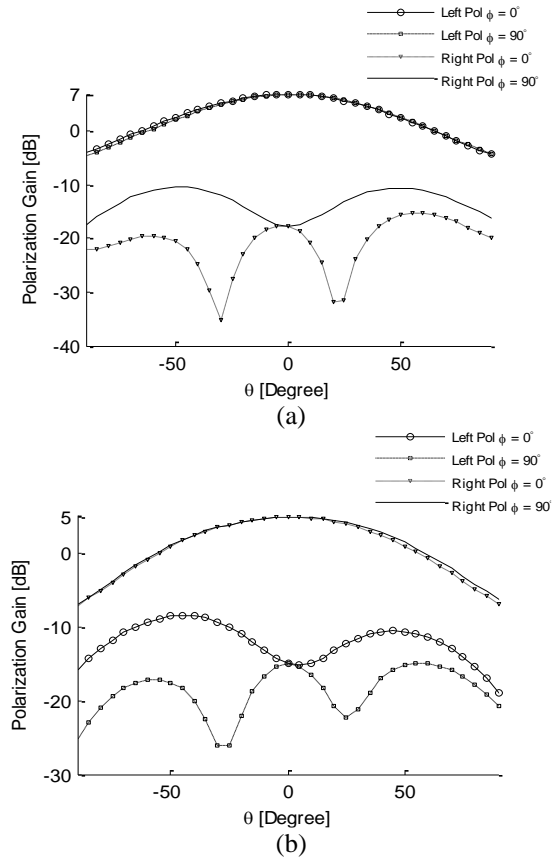 Left Pol ϕ = 0°
Left Pol ϕ = 90°
Right Pol ϕ = 0°
Right Pol ϕ = 90°
7
0
-10
-20
-30
-40
Polarization Gain [dB]
-50
0
50
θ [Degree]
(a)
Left Pol ϕ = 0°
Left Pol ϕ = 90°
Right Pol ϕ = 0°
Right Pol ϕ = 90°
5
0
-10
-20
-30
Polarization Gain [dB]
-50
0
50
θ [Degree]
(b)